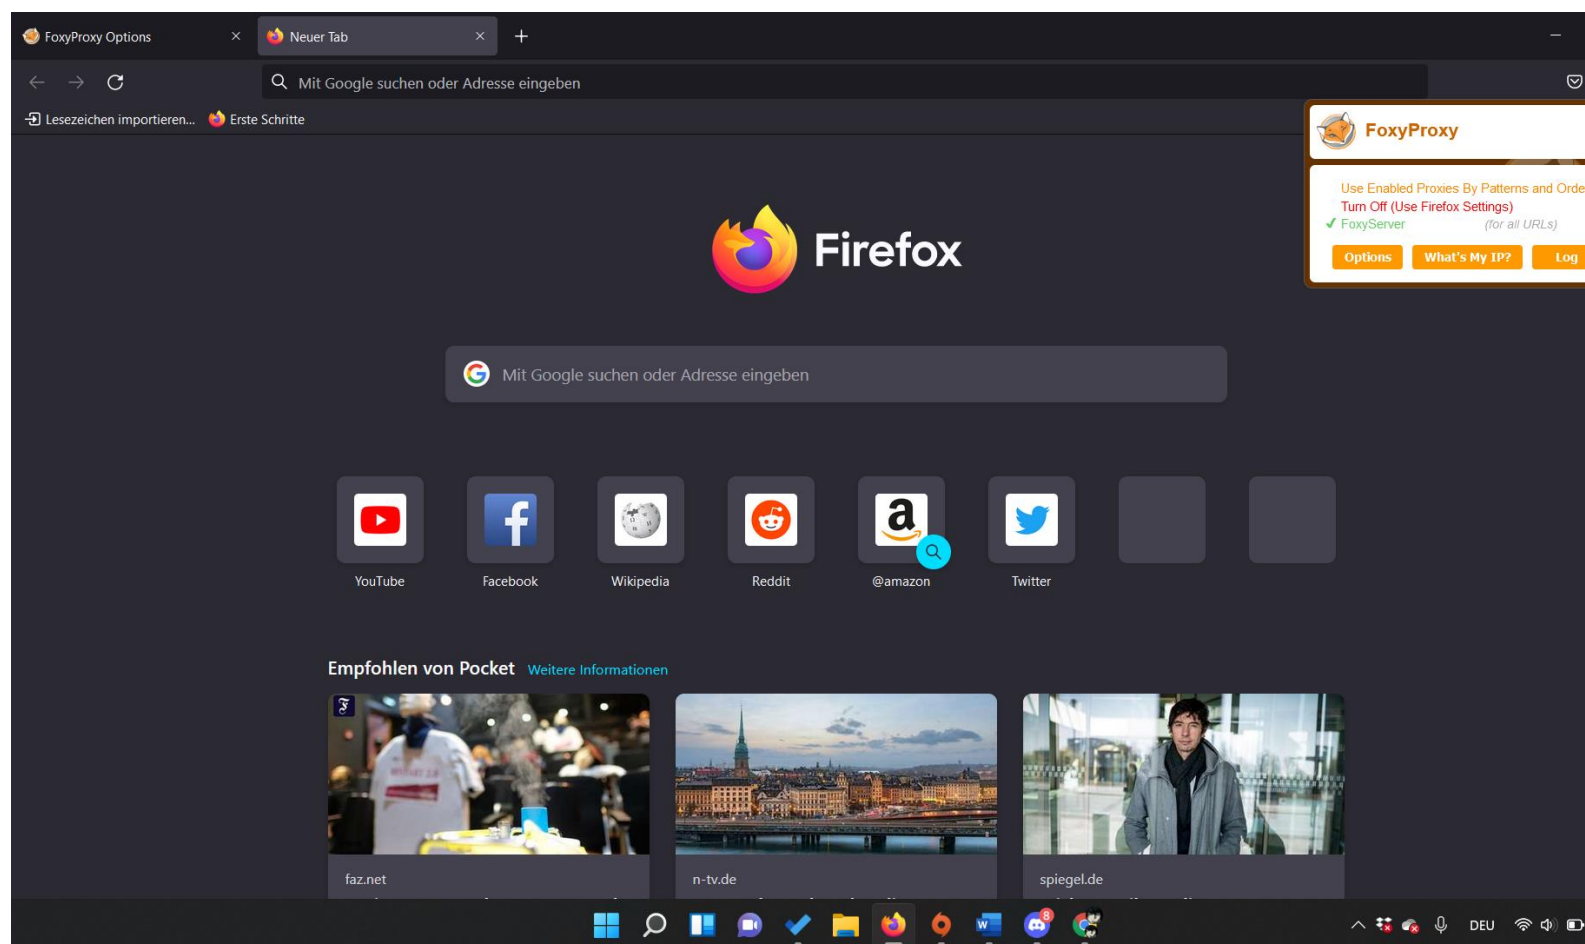 FoxyProxy Options
Neuer Tab
Mit Google suchen oder Adresse eingeben
Lesezeichen importieren...
Erste Schritte
FoxyProxy
Use Enabled Proxies By Patterns and Orde
Turn Off (Use Firefox Settings)
FoxyServer (for all URLs)
Options What's My IP? Log
Firefox
Mit Google suchen oder Adresse eingeben
YouTube Facebook Wikipedia Reddit @amazon Twitter
Empfohlen von Pocket Weitere Informationen
faz.net n-tv.de spiegel.de
8
DEU